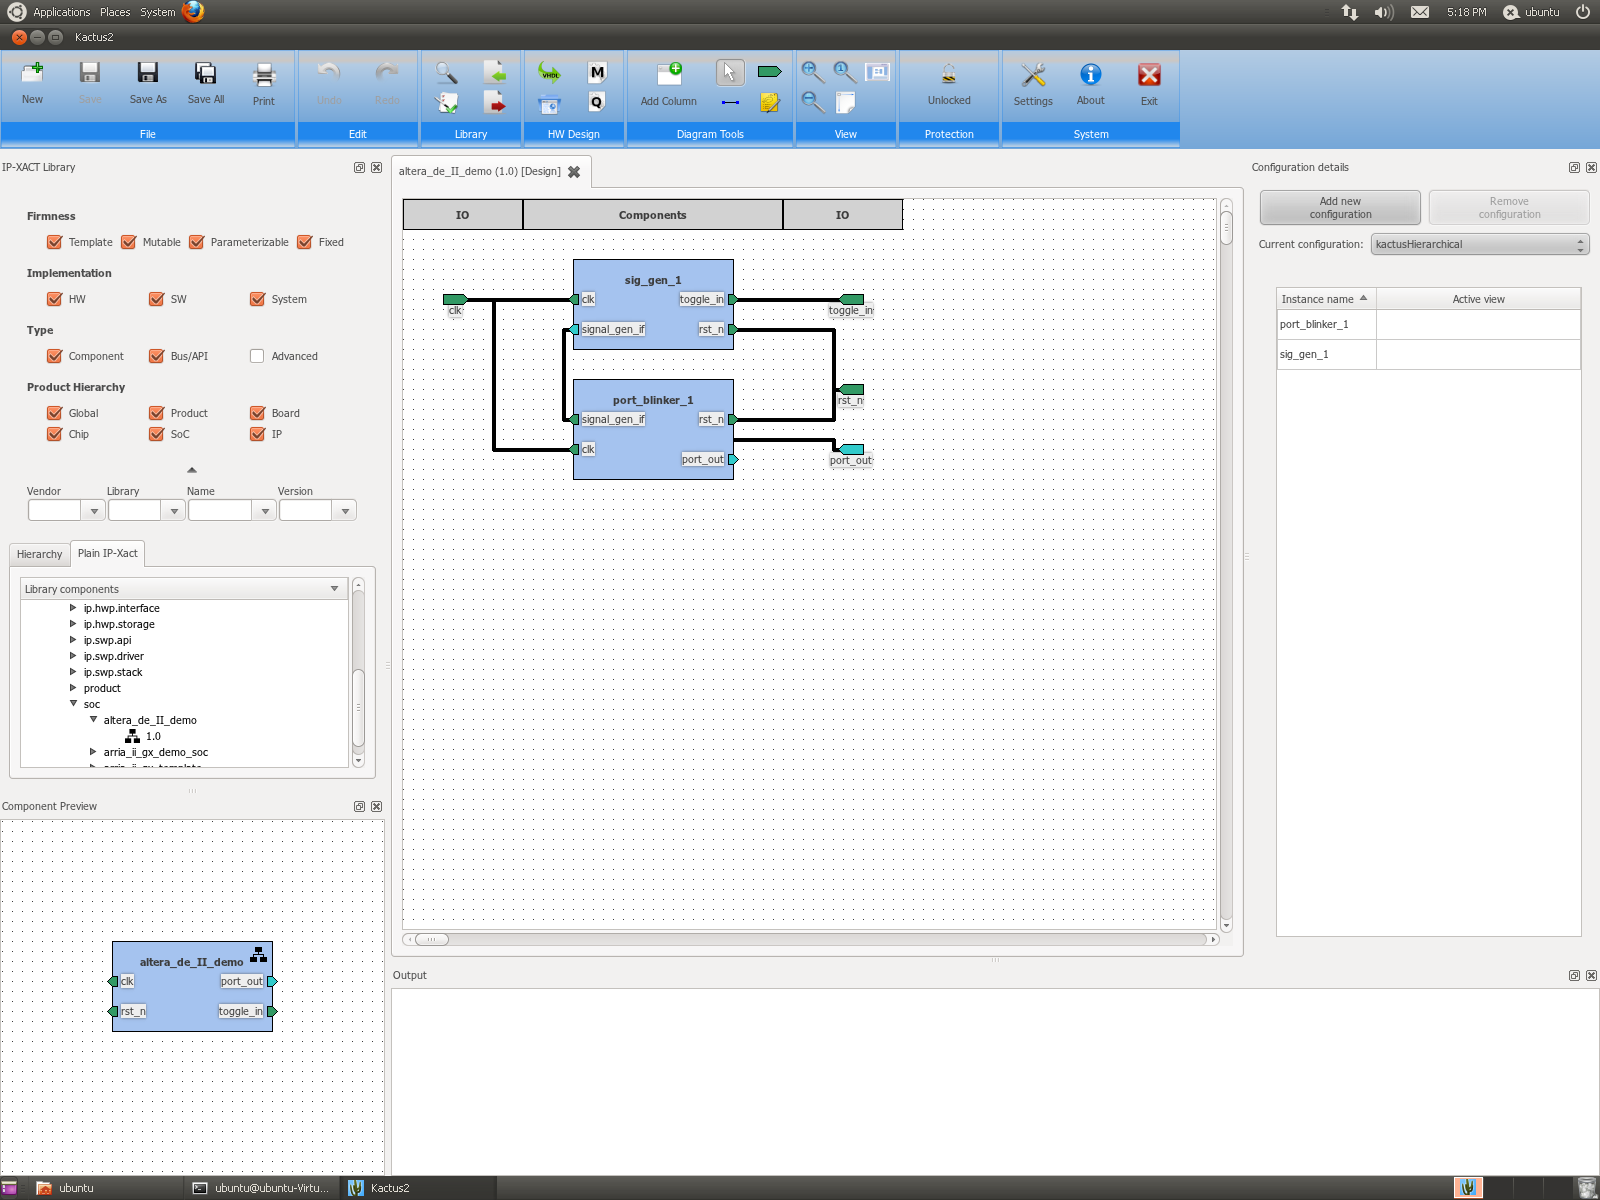 Applications Places System
5:18 PM ubuntu
Kactus2
New Save Save As Save All Print
Undo Redo
VHDL M
Q
Add Column
Unlocked
Settings About Exit
File Edit Library HW Design Diagram Tools View Protection System
IP-XACT Library
Firmness
Template Mutable Parameterizable Fixed
Implementation
HW SW System
Type
Component Bus/API Advanced
Product Hierarchy
Global Product Board
Chip SoC IP
Vendor Library Name Version
Hierarchy Plain IP-Xact
Library components
ip.hwp.interface
ip.hwp.storage
ip.swp.api
ip.swp.driver
ip.swp.stack
product
soc
altera_de_II_demo
1.0
arria_ii_gx_demo_soc
arria_ii_gx_template
Component Preview
altera_de_II_demo
clk port_out
rst_n toggle_in
altera_de_II_demo (1.0) [Design]
IO Components IO
sig_gen_1
clk toggle_in
clk toggle_in
signal_gen_if rst_n
port_blinker_1
rst_n
signal_gen_if rst_n
clk
port_out port_out
Configuration details
Add new configuration
Remove configuration
Current configuration: kactusHierarchical
Instance name Active view
port_blinker_1
sig_gen_1
Output
ubuntu ubuntu@ubuntu-Virtu... Kactus2